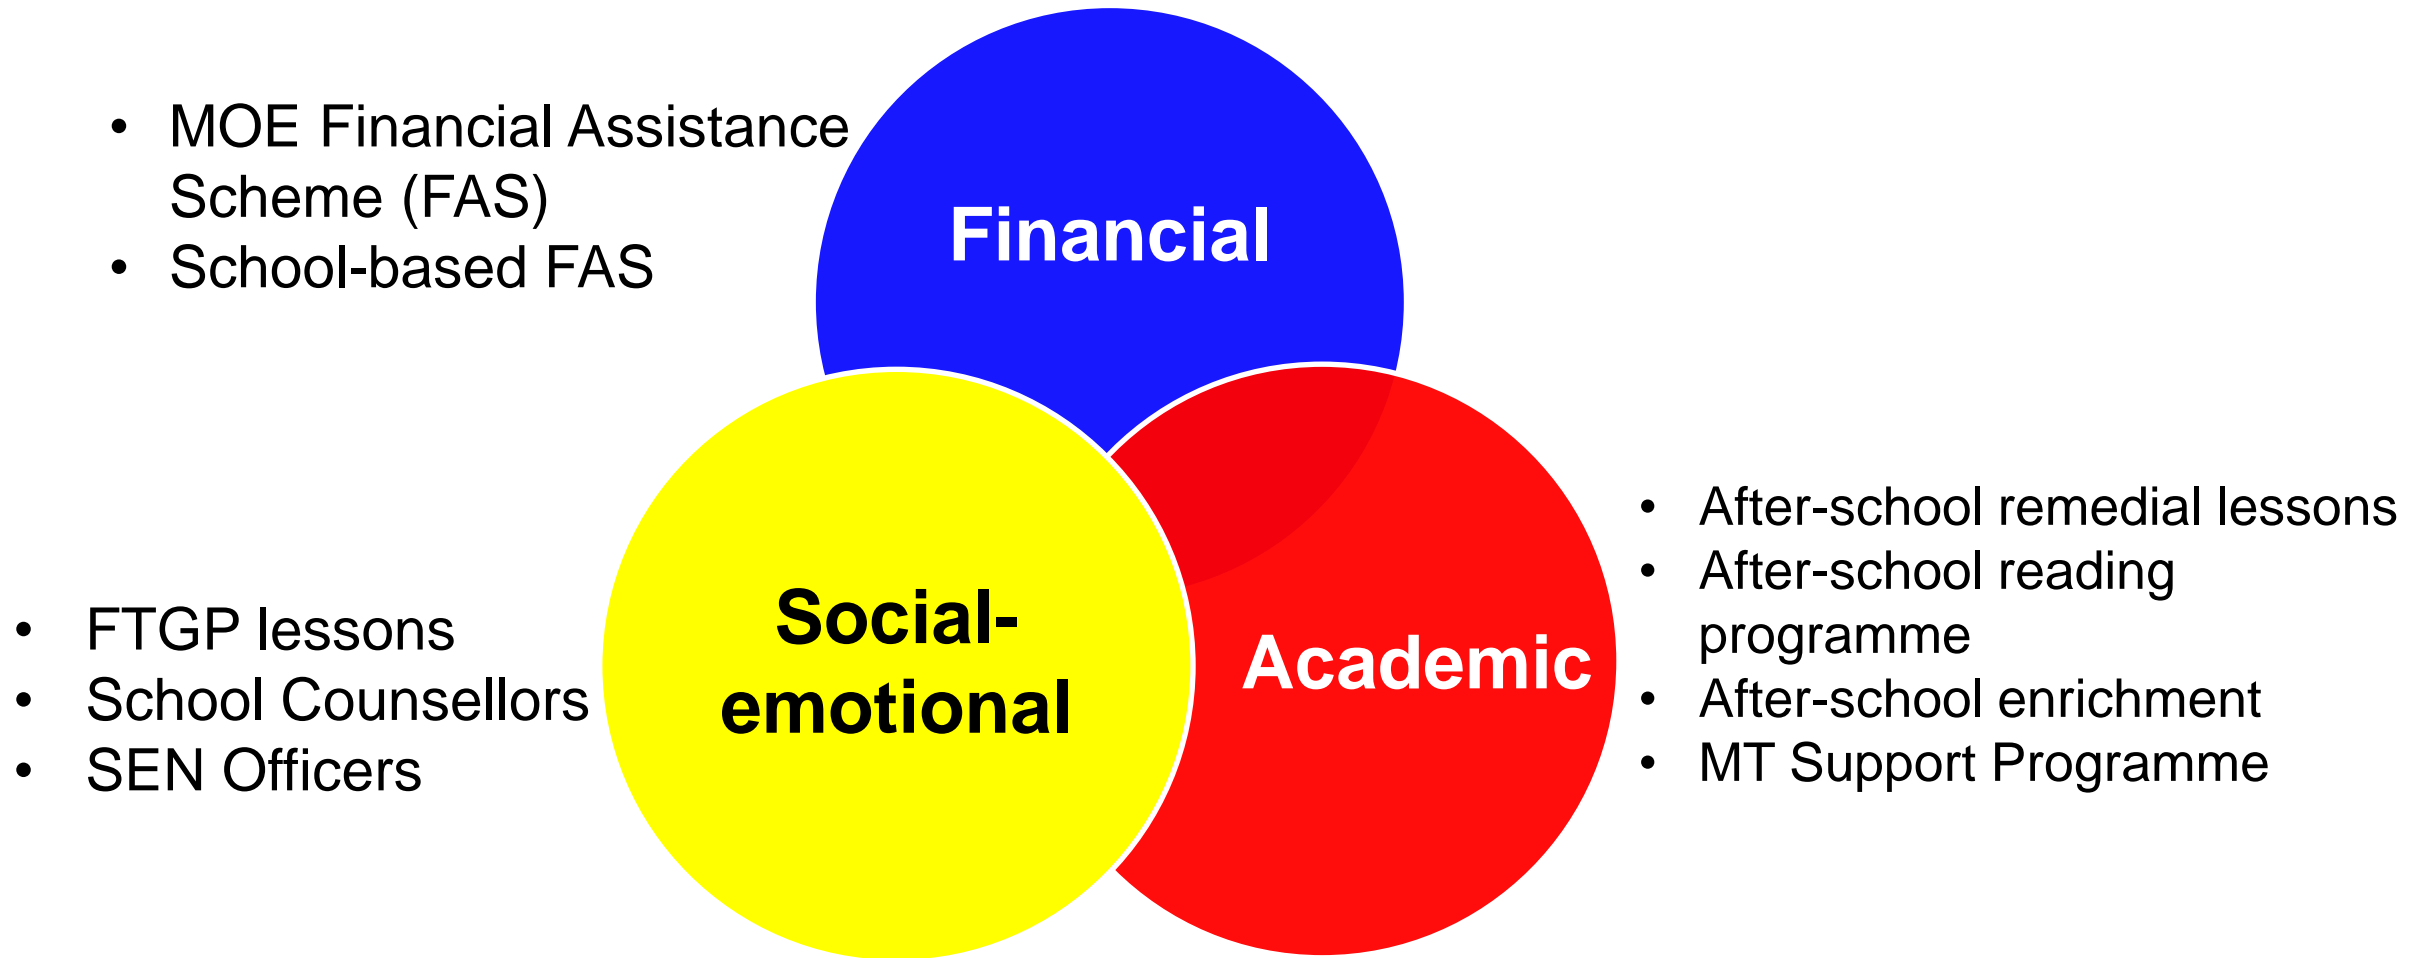 • MOE Financial Assistance
Scheme (FAS)
• School-based FAS
Financial
• FTGP lessons
• School Counsellors
• SEN Officers
Social-
emotional
Academic
• After-school remedial lessons
• After-school reading
programme
• After-school enrichment
• MT Support Programme